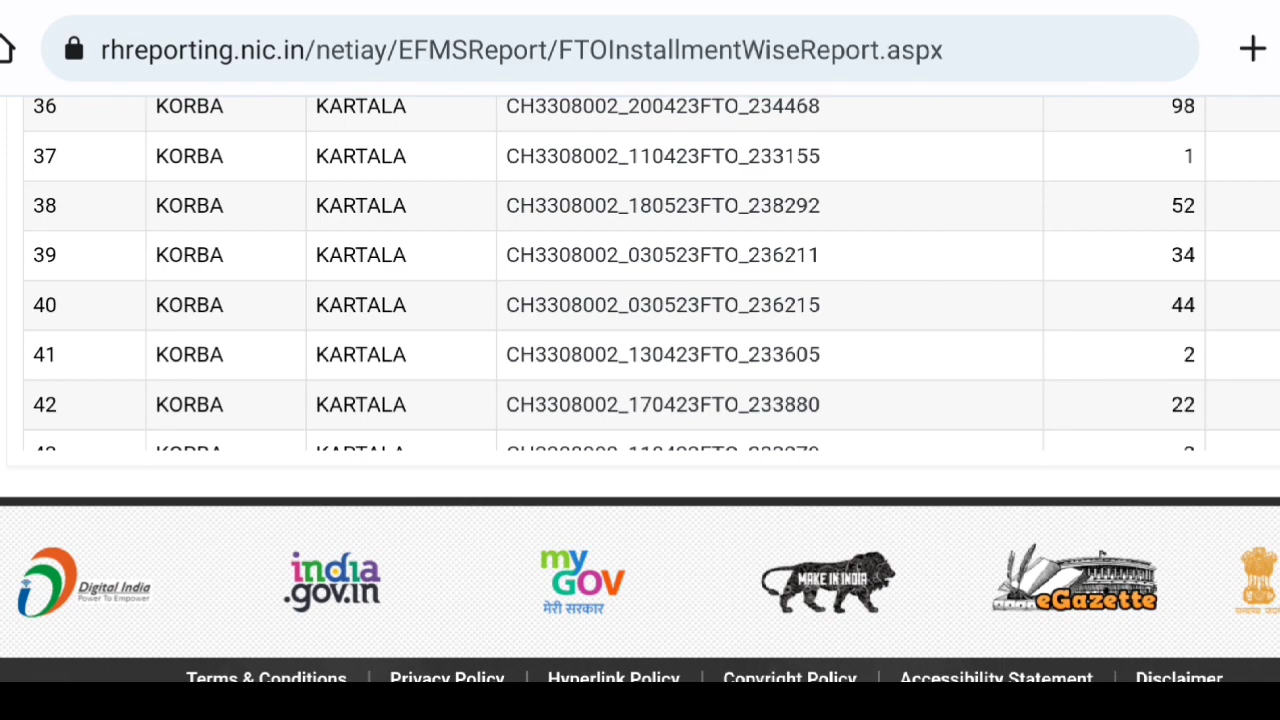 rhreporting.nic.in/netiay/EFMSReport/FTOInstallmentWiseReport.aspx
36 KORBA KARTALA CH3308002_200423FTO_234468 98
37 KORBA KARTALA CH3308002_110423FTO_233155 1
38 KORBA KARTALA CH3308002_180523FTO_238292 52
39 KORBA KARTALA CH3308002_030523FTO_236211 34
40 KORBA KARTALA CH3308002_030523FTO_236215 44
41 KORBA KARTALA CH3308002_130423FTO_233605 2
42 KORBA KARTALA CH3308002_170423FTO_233880 22
KORBA KARTALA
Digital India
Power To Empower
india
.gov.in
my
GOV
मेरी सरकार
MAKE IN INDIA
eGazette
Terms & Conditions | Privacy Policy | Hyperlink Policy | Copyright Policy | Accessibility Statement | Disclaimer